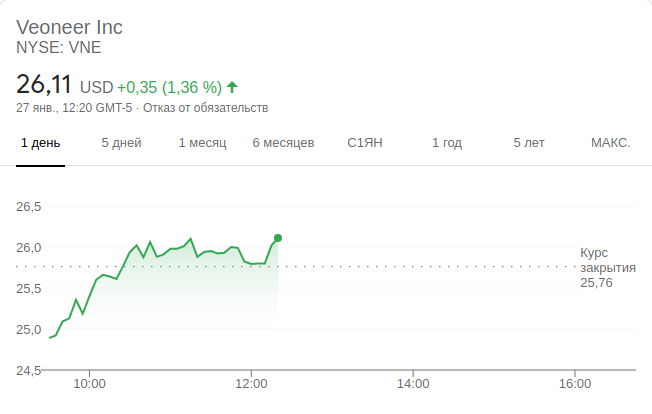 Veoneer Inc
NYSE: VNE
26,11 USD +0,35 (1,36 %)
27 янв., 12:20 GMT-5 · Отказ от обязательств
1 день 5 дней 1 месяц 6 месяцев С1ЯН 1 год 5 лет МАКС.
26,5
26,0
Курс
закрытия
25,76
25,5
25,0
24,5
10:00 12:00 14:00 16:00